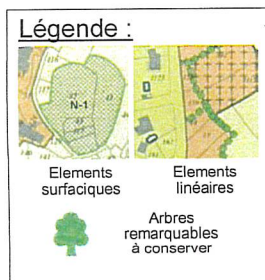 Légende :
N-1
Elements
surfaciques
Elements
linéaires
Arbres
remarquables
à conserver